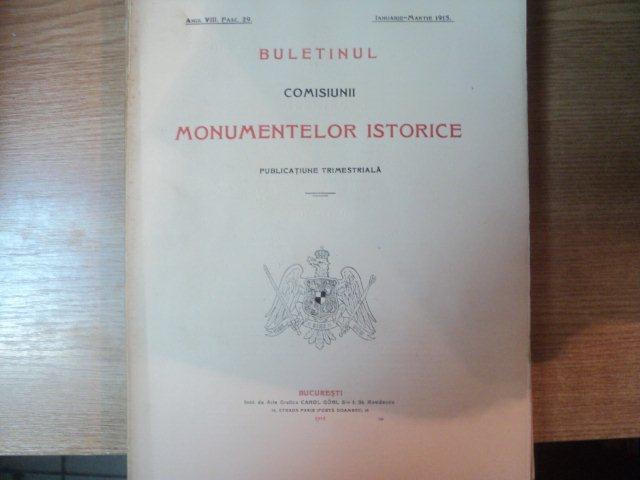 Anul VIII. Fasc. 29.
Ianuarie-Martie 1915.
BULETINUL
COMISIUNII
MONUMENTELOR ISTORICE
PUBLICAȚIUNE TRIMESTRIALĂ
BUCUREȘTI
Inst. de Arte Grafice CAROL GÖBL S-r I. St. Rasidescu
16, STRADA PARIS (FOSTĂ DOAMNEI), 16